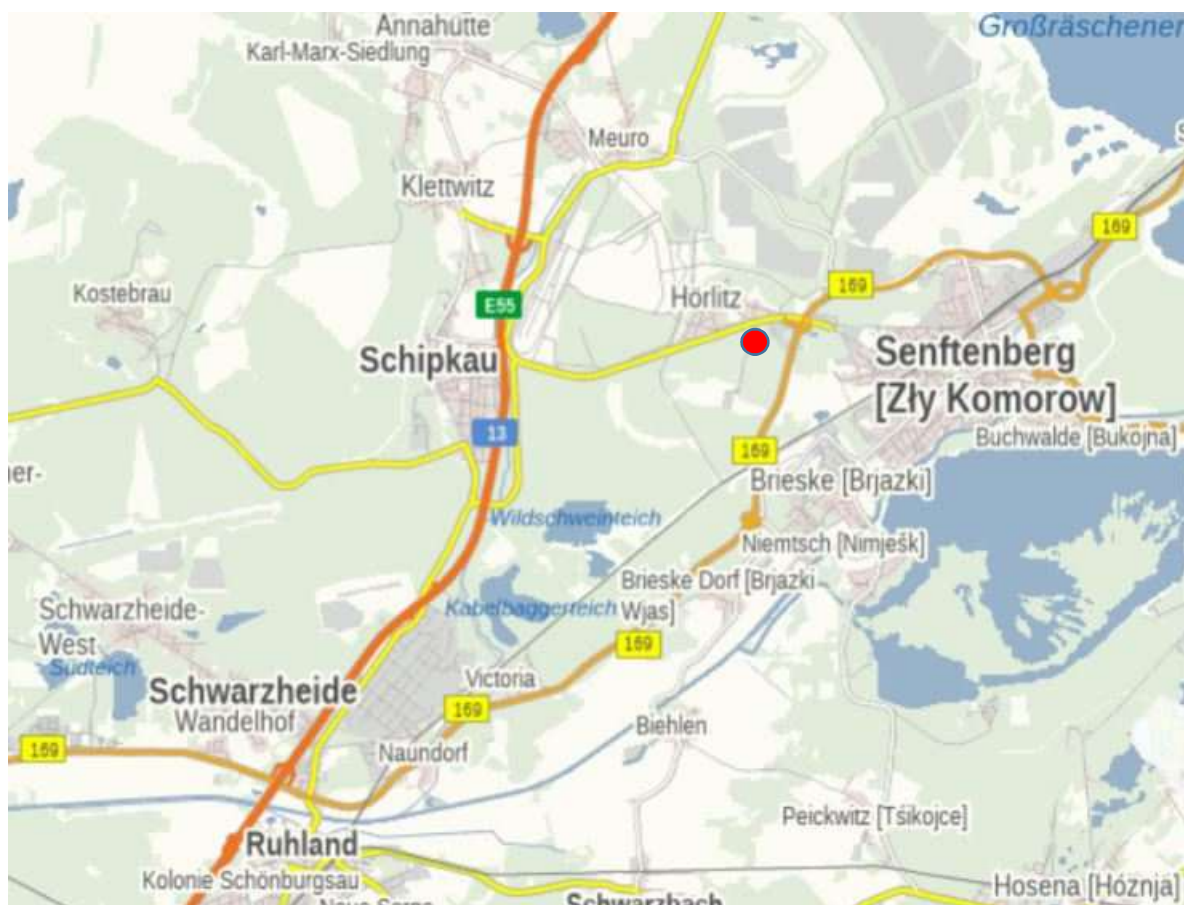 Annahütte
Großräschener
Karl-Marx-Siedlung
Meuro
Klettwitz
169
169
Kostebrau
Hörlitz
E55
Schipkau
Senftenberg
[Zły Komorow]
13
169
Buchwalde [Bukojna]
Brieske [Brjazki]
Wildschweinteich
Niemtsch [Nimješk]
Brieske Dorf [Brjazki
Wjas]
Schwarzheide-
West
Kabelbaggerteich
169
Südteich
Victoria
Schwarzheide
Wandelhof
169
Biehlen
169
Naundorf
Peickwitz [Tšikojce]
Ruhland
Kolonie Schönburgsau
Hosena [Hóznja]
Schwarzbach